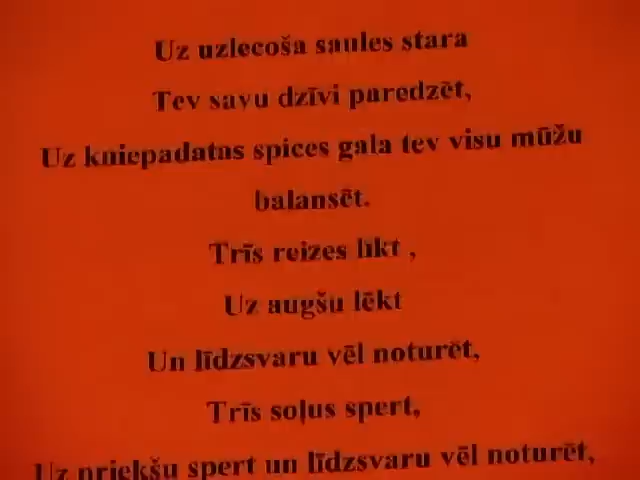 Uz uzlecoša saules stara
Tev savu dzīvi paredzēt,
Uz kniepadatas spices gala tev visu mūžu
balansēt.
Trīs reizes līkt ,
Uz augšu lēkt
Un līdzsvaru vēl noturēt,
Trīs soļus spert,
Uz priekšu spert un līdzsvaru vēl noturēt,